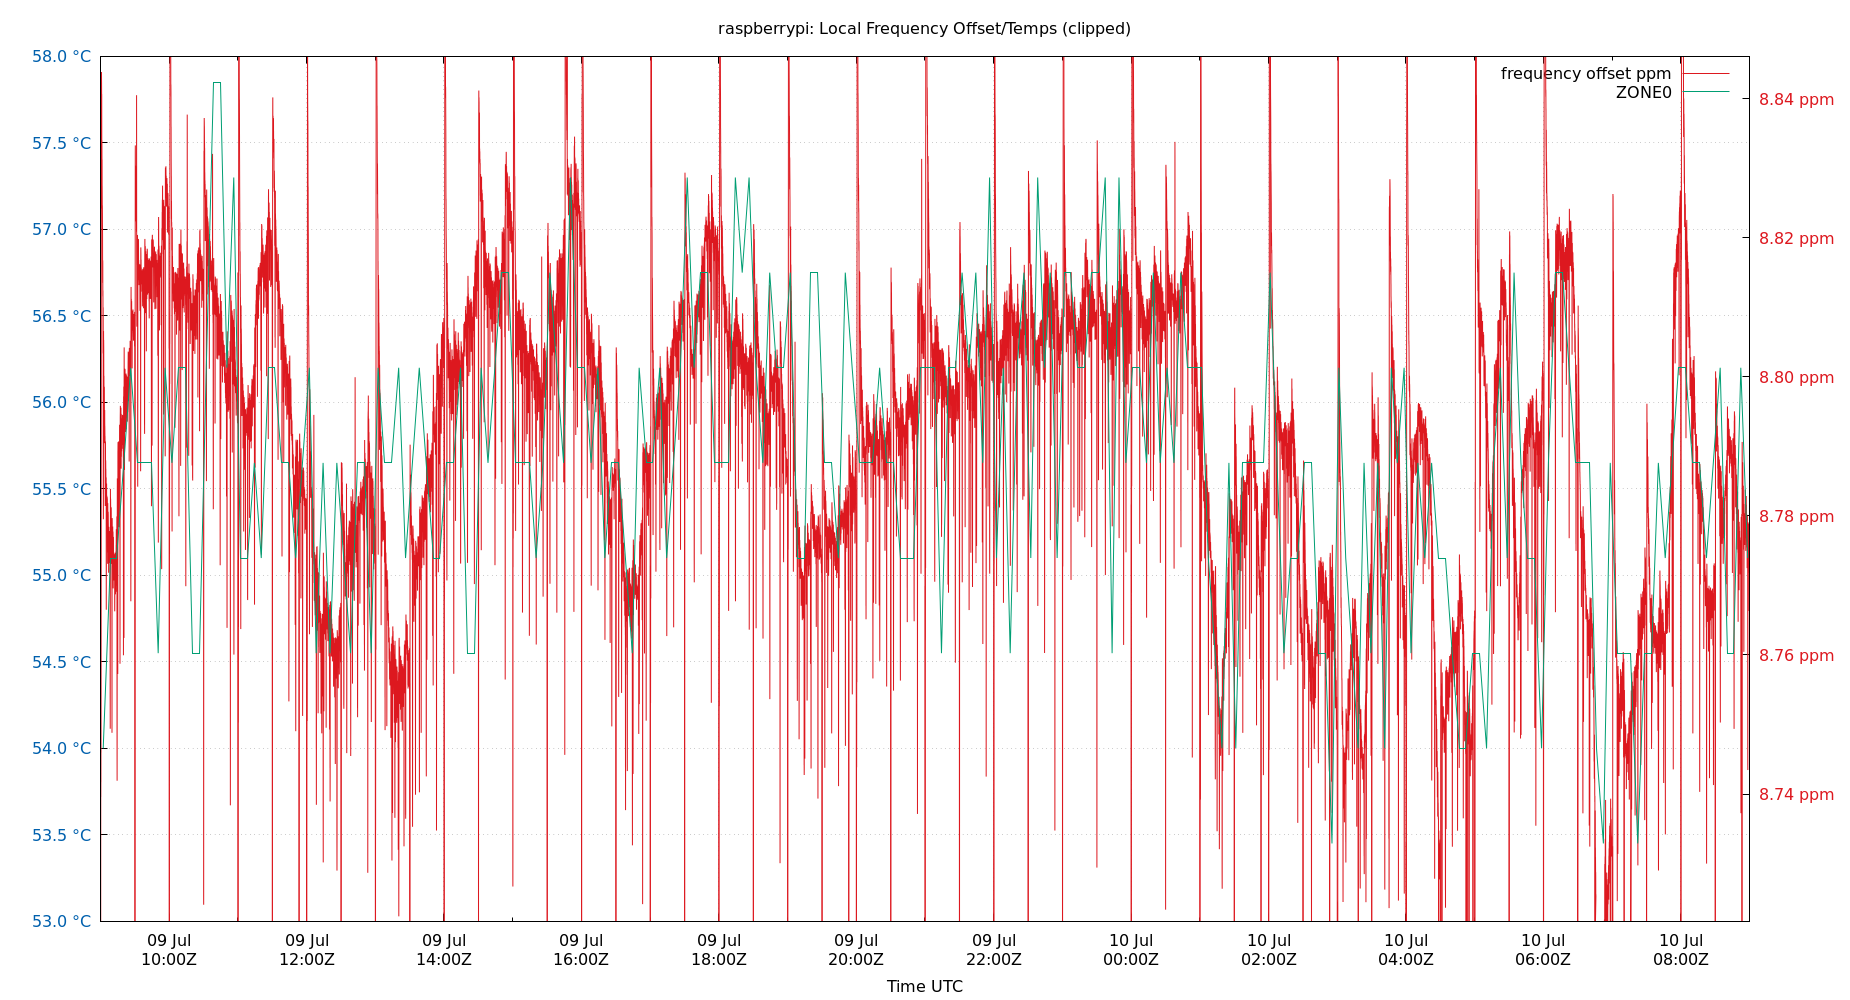 raspberrypi: Local Frequency Offset/Temps (clipped)
58.0 °C
57.5 °C
57.0 °C
56.5 °C
56.0 °C
55.5 °C
55.0 °C
54.5 °C
54.0 °C
53.5 °C
53.0 °C
frequency offset ppm
ZONE0
8.84 ppm
8.82 ppm
8.80 ppm
8.78 ppm
8.76 ppm
8.74 ppm
09 Jul
10:00Z
09 Jul
12:00Z
09 Jul
14:00Z
09 Jul
16:00Z
09 Jul
18:00Z
09 Jul
20:00Z
09 Jul
22:00Z
10 Jul
00:00Z
10 Jul
02:00Z
10 Jul
04:00Z
10 Jul
06:00Z
10 Jul
08:00Z
Time UTC